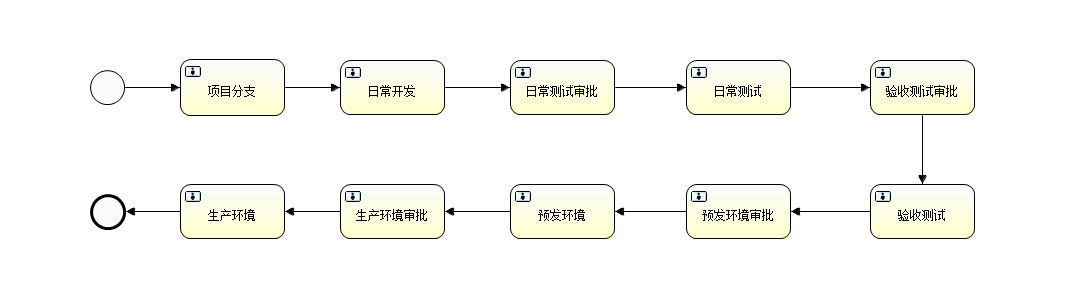 项目分支
日常开发
日常测试审批
日常测试
验收测试审批
验收测试
预发环境审批
预发环境
生产环境审批
生产环境